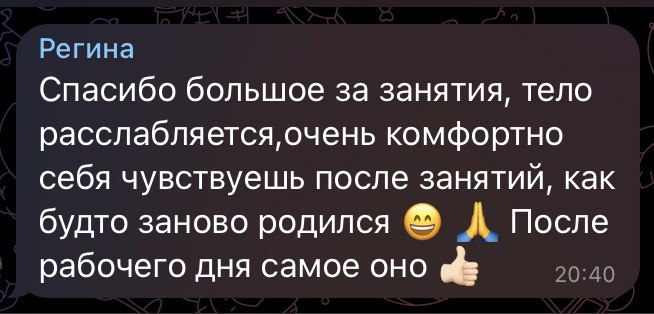 Регина
Спасибо большое за занятия, тело
расслабляется,очень комфортно
себя чувствуешь после занятий, как
будто заново родился 😄 🙏 После
рабочего дня самое оно 👍🏻
20:40